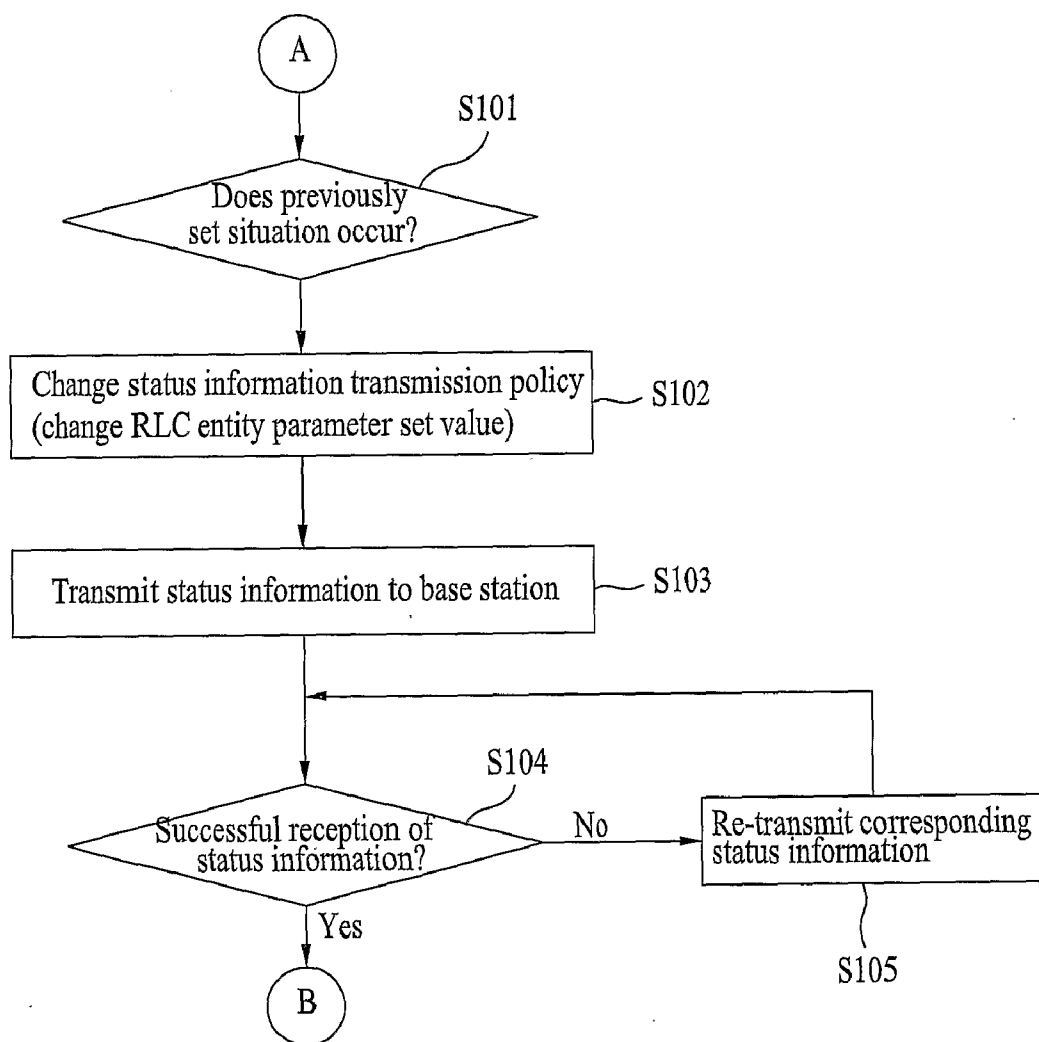 A
S101
Does previously
set situation occur?
Change status information transmission policy
(change RLC entity parameter set value)
S102
Transmit status information to base station
S103
S104
Successful reception of
status information?
No
Re-transmit corresponding
status information
Yes
S105
B